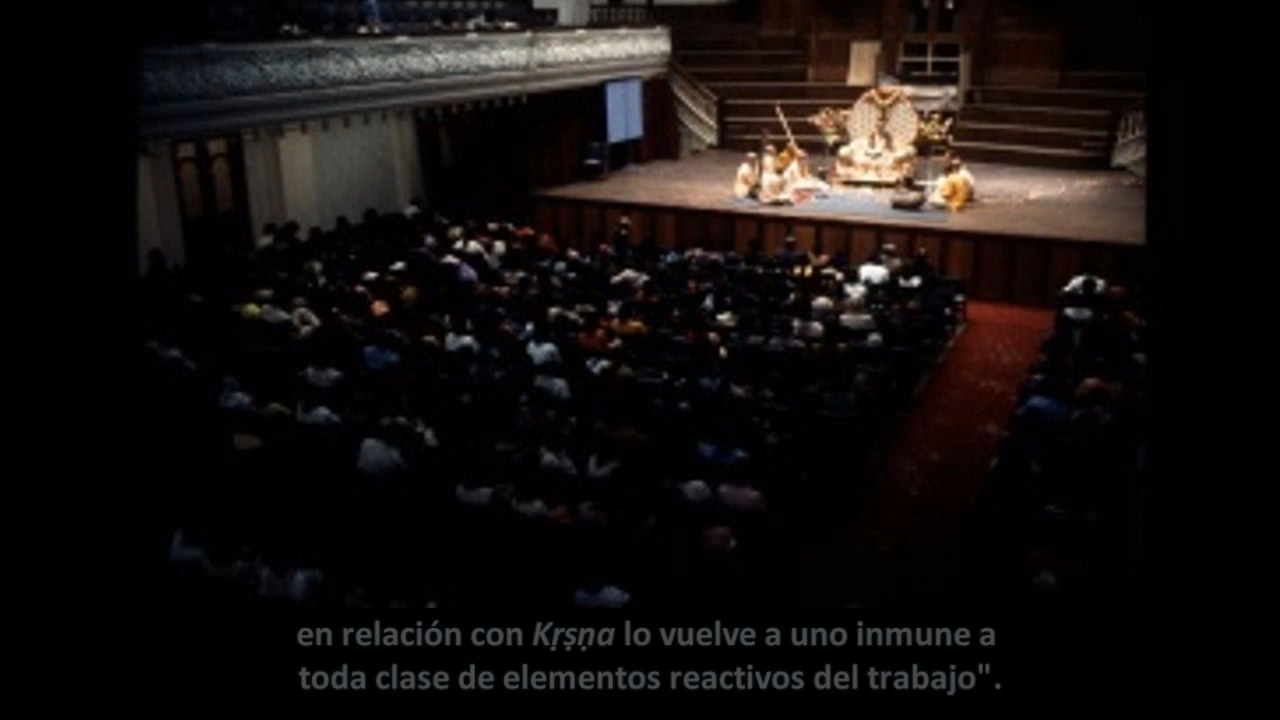 en relación con Kṛṣṇa lo vuelve a uno inmune a
toda clase de elementos reactivos del trabajo".